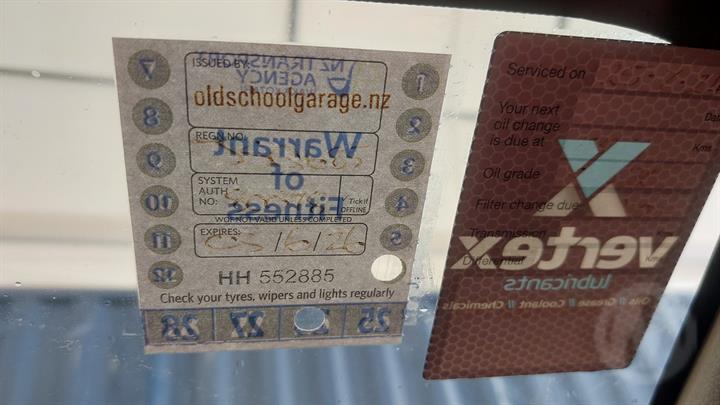 NZ TRANSPORT
AGENCY
ISSUED BY:
oldschoolgarage.nz
REGN NO:
Warrant
of
Fitness
SYSTEM
AUTH
NO:
Tick if
OFFLINE
WOF NOT VALID UNLESS COMPLETED
EXPIRES:
HH 552885
Check your tyres, wipers and lights regularly
7 1
8 2
9 3
10 4
11 5
12
28 27 25
Serviced on
Your next
oil change
is due at
Kms
Oil grade
Filter change due
Transmission
Differential
vertex
lubricants
Oils // Grease // Coolant // Chemicals